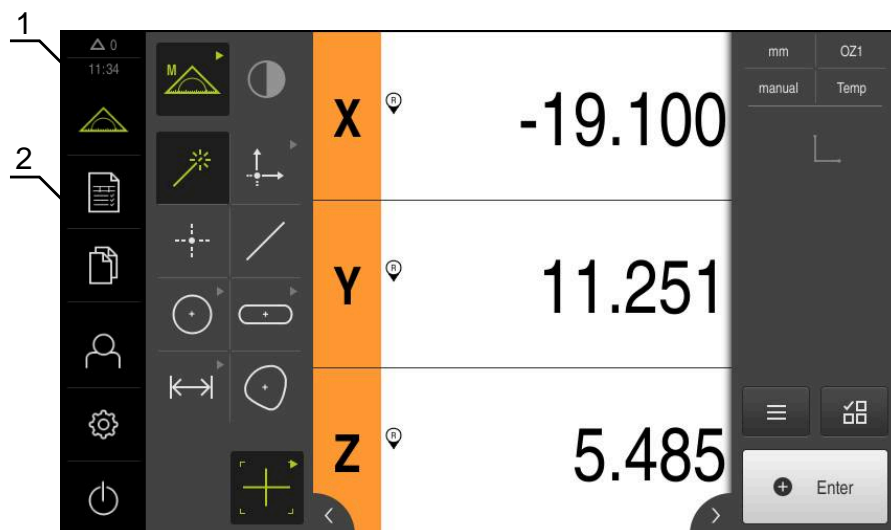 1
2
0
11:34
M
X
R
-19.100
Y
R
11.251
Z
R
5.485
mm
OZ1
manual
Temp
Enter